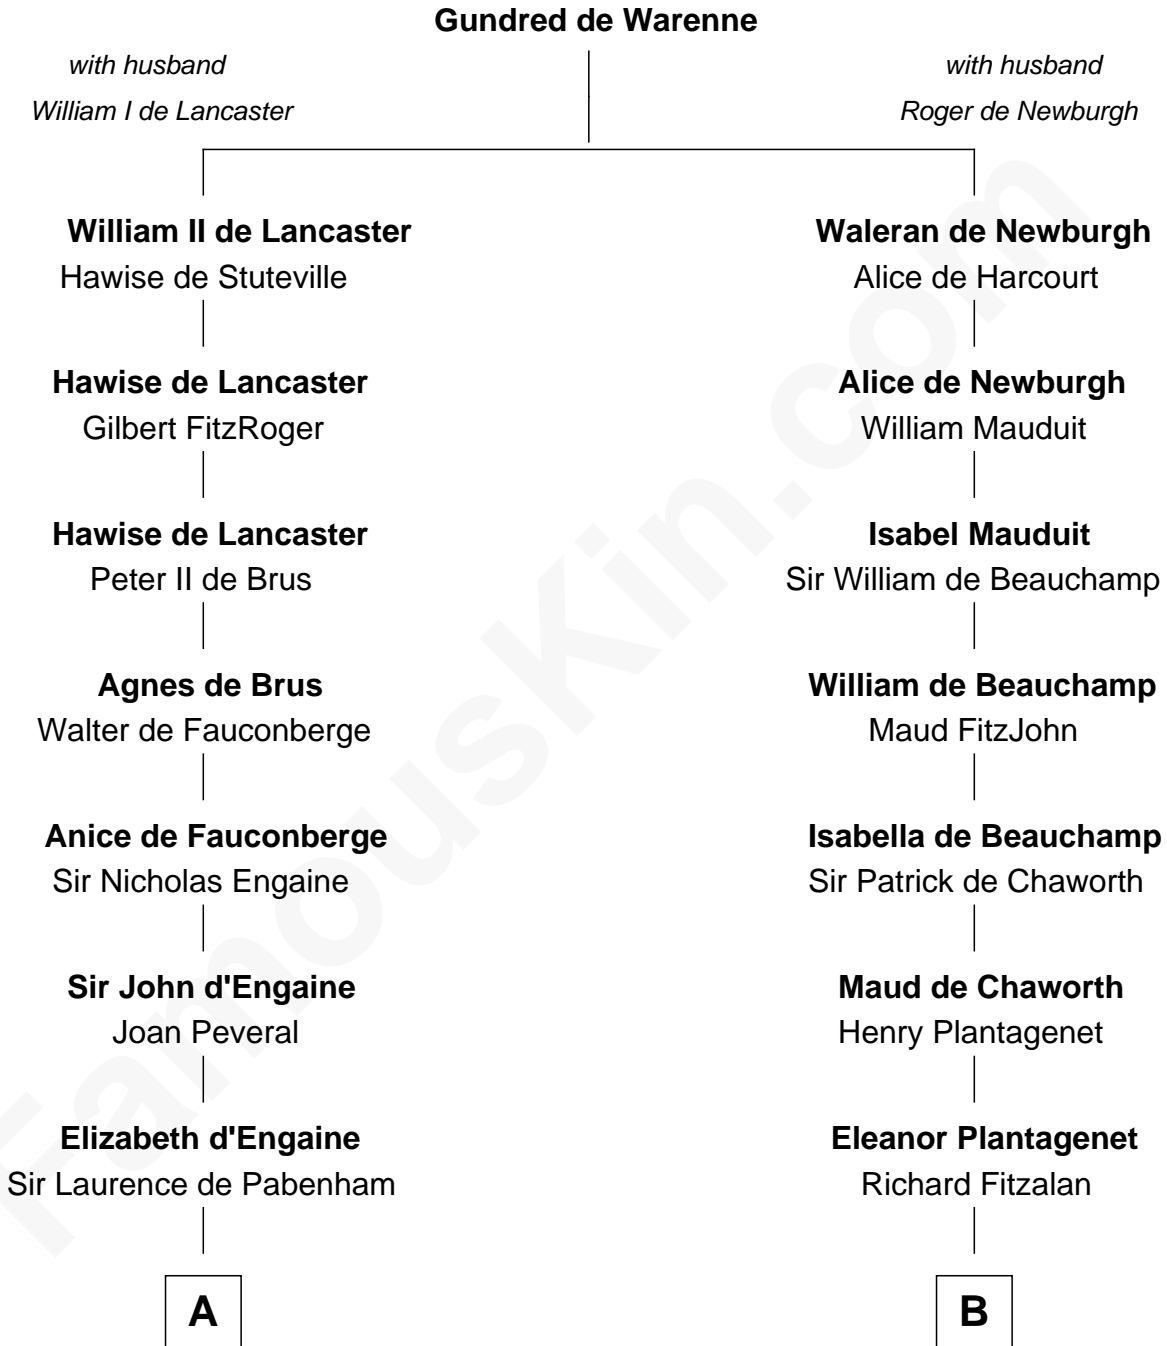 Gundred de Warenne
with husband
William I de Lancaster
with husband
Roger de Newburgh
William II de Lancaster
Hawise de Stuteville
Waleran de Newburgh
Alice de Harcourt
Hawise de Lancaster
Gilbert FitzRoger
Alice de Newburgh
William Mauduit
Hawise de Lancaster
Peter II de Brus
Isabel Mauduit
Sir William de Beauchamp
Agnes de Brus
Walter de Fauconberge
William de Beauchamp
Maud FitzJohn
Anice de Fauconberge
Sir Nicholas Engaine
Isabella de Beauchamp
Sir Patrick de Chaworth
Sir John d'Engaine
Joan Peveral
Maud de Chaworth
Henry Plantagenet
Elizabeth d'Engaine
Sir Laurence de Pabenham
Eleanor Plantagenet
Richard Fitzalan
A
B
FamousKin.com